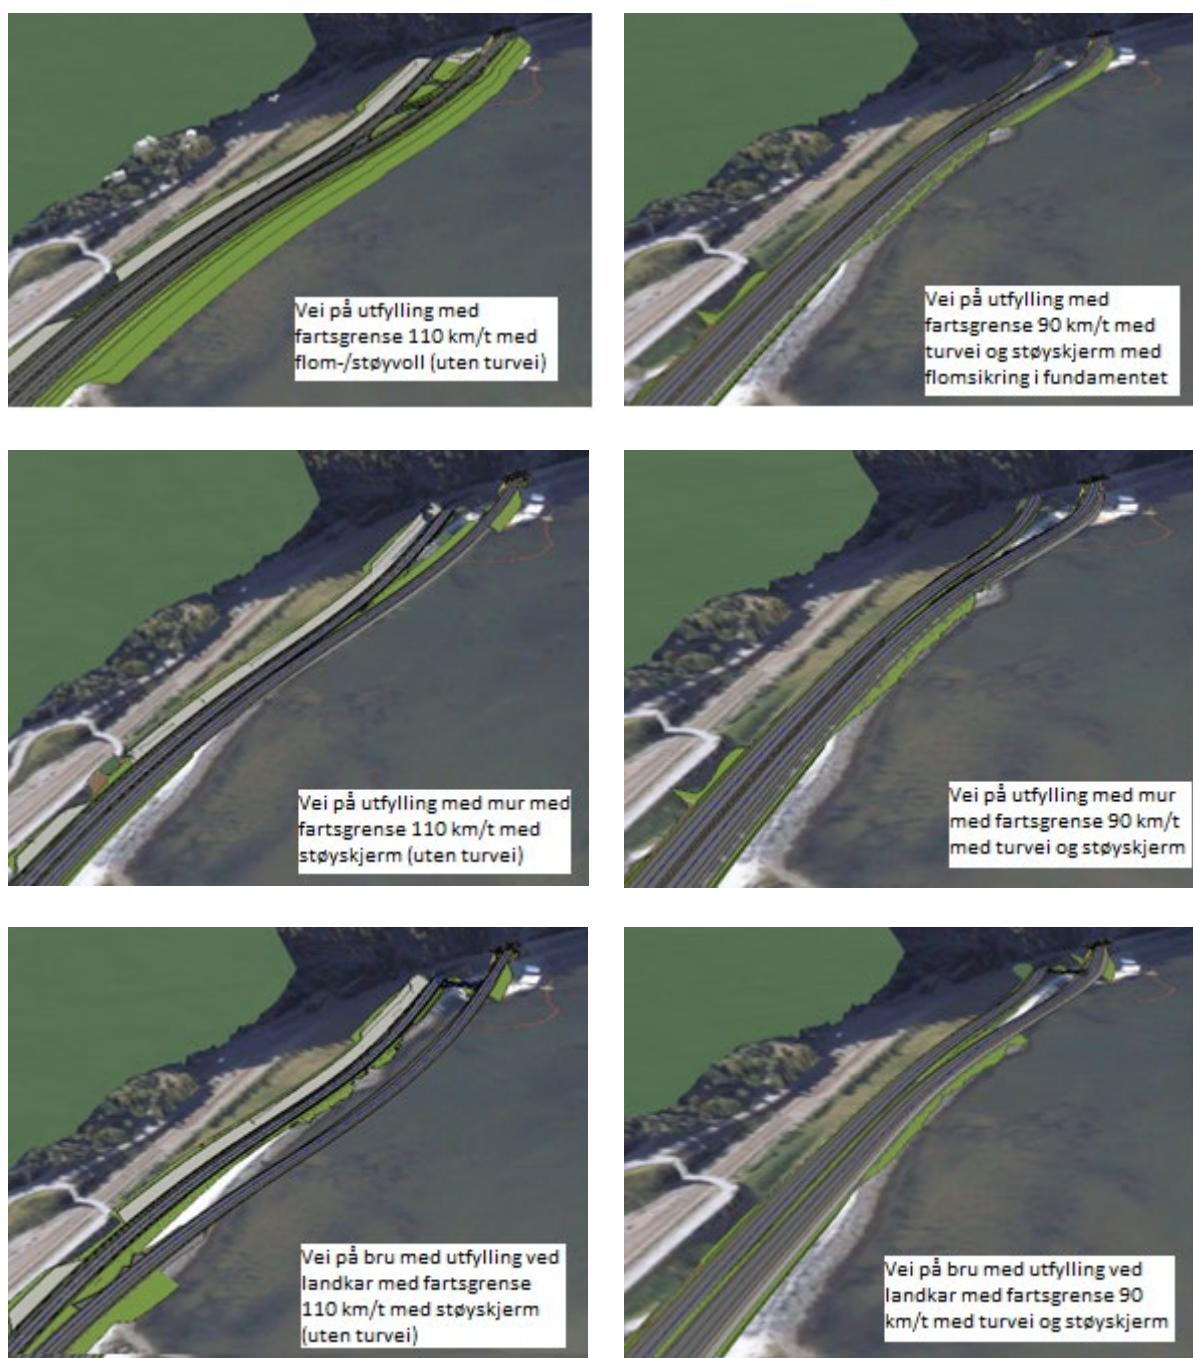 Vei på utfylling med
fartsgrense 110 km/t med
flom-/støyvoll (uten turvei)
Vei på utfylling med
fartsgrense 90 km/t med
turvei og støyskjerm med
flomsikring i fundamentet
Vei på utfylling med mur med
fartsgrense 110 km/t med
støyskjerm (uten turvei)
Vei på utfylling med mur
med fartsgrense 90 km/t
med turvei og støyskjerm
Vei på bru med utfylling ved
landkar med fartsgrense
110 km/t med støyskjerm
(uten turvei)
Vei på bru med utfylling ved
landkar med fartsgrense 90
km/t med turvei og støyskjerm